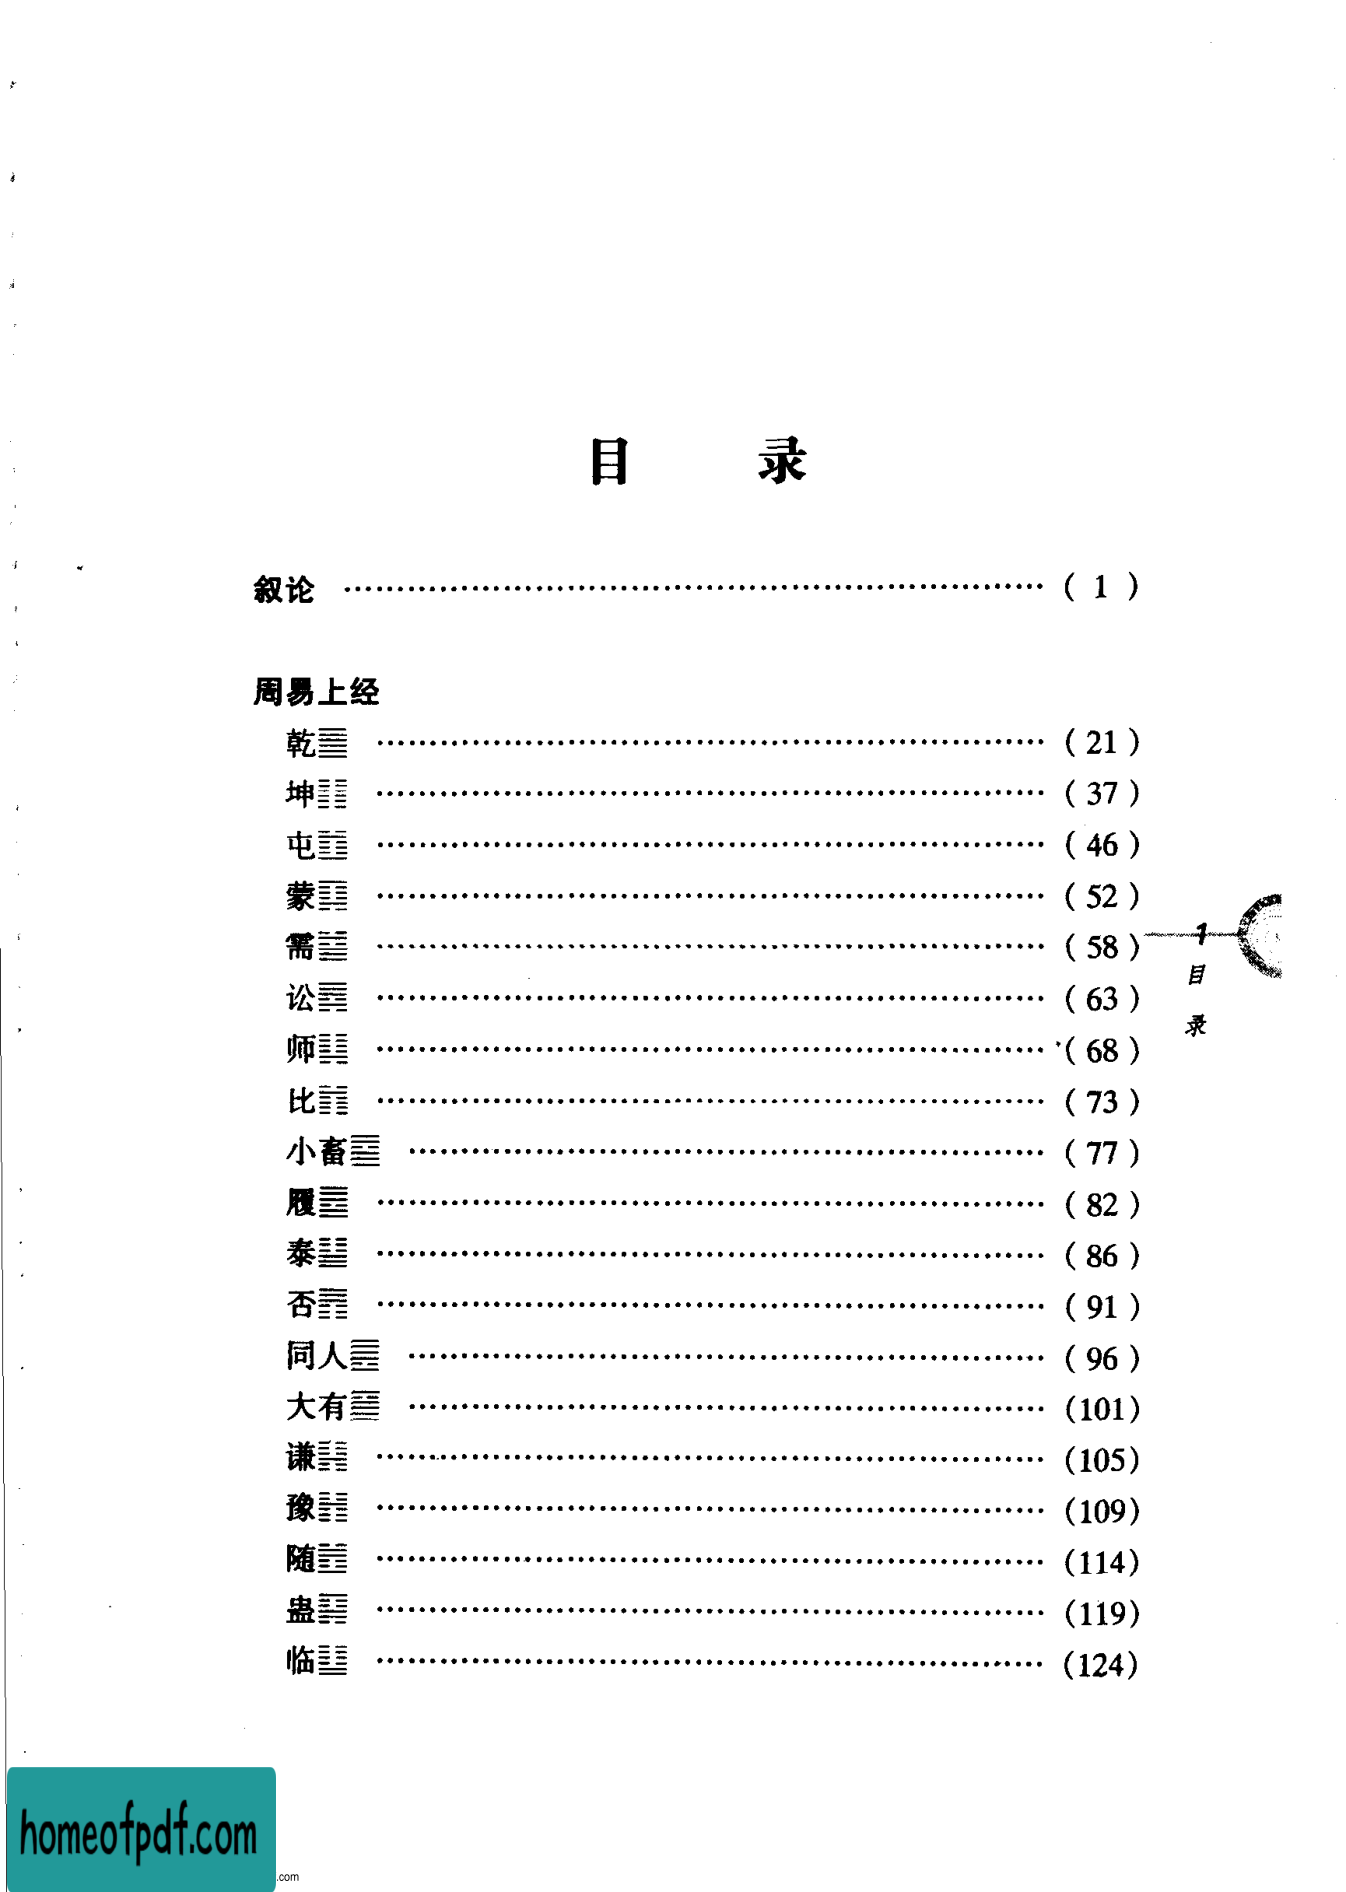 目 录
叙论 …………………………………………………… ( 1 )
周易上经
乾䷀ …………………………………………………… ( 21 )
坤䷁ …………………………………………………… ( 37 )
屯䷂ …………………………………………………… ( 46 )
蒙䷃ …………………………………………………… ( 52 )
需䷄ …………………………………………………… ( 58 )
讼䷅ …………………………………………………… ( 63 )
师䷆ …………………………………………………… ( 68 )
比䷇ …………………………………………………… ( 73 )
小畜䷈ ………………………………………………… ( 77 )
履䷉ …………………………………………………… ( 82 )
泰䷊ …………………………………………………… ( 86 )
否䷋ …………………………………………………… ( 91 )
同人䷌ ………………………………………………… ( 96 )
大有䷍ ………………………………………………… (101)
谦䷎ …………………………………………………… (105)
豫䷏ …………………………………………………… (109)
随䷐ …………………………………………………… (114)
蛊䷑ …………………………………………………… (119)
临䷒ …………………………………………………… (124)
1
目
录
homeofpdf.com
.com